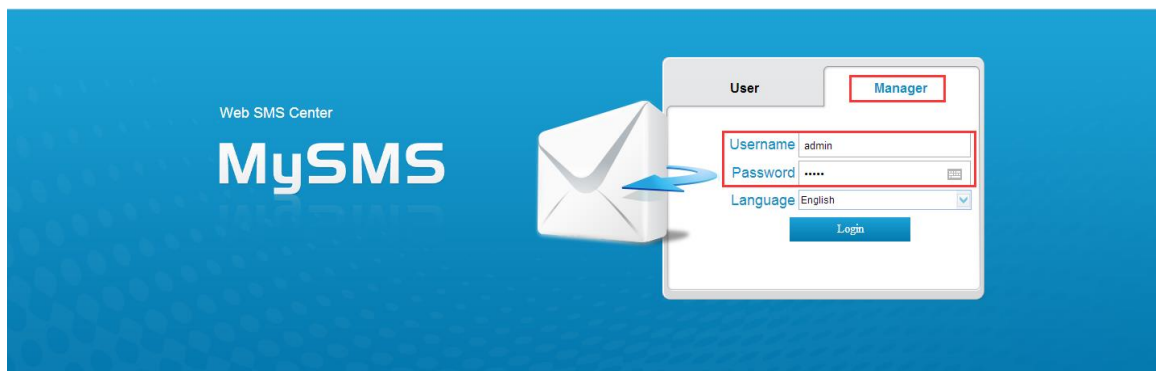 User
Manager
Web SMS Center
MySMS
Username admin
Password •••••
Language English
Login